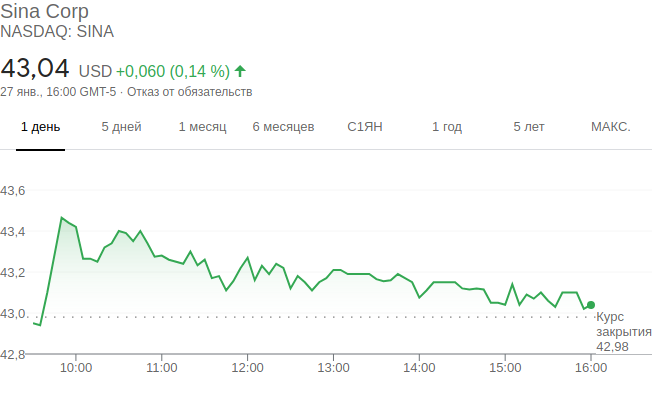 Sina Corp
NASDAQ: SINA
43,04 USD +0,060 (0,14 %)
27 янв., 16:00 GMT-5 · Отказ от обязательств
1 день 5 дней 1 месяц 6 месяцев С1ЯН 1 год 5 лет МАКС.
43,6
43,4
43,2
43,0
42,8
Курс
закрытия
42,98
10:00 11:00 12:00 13:00 14:00 15:00 16:00